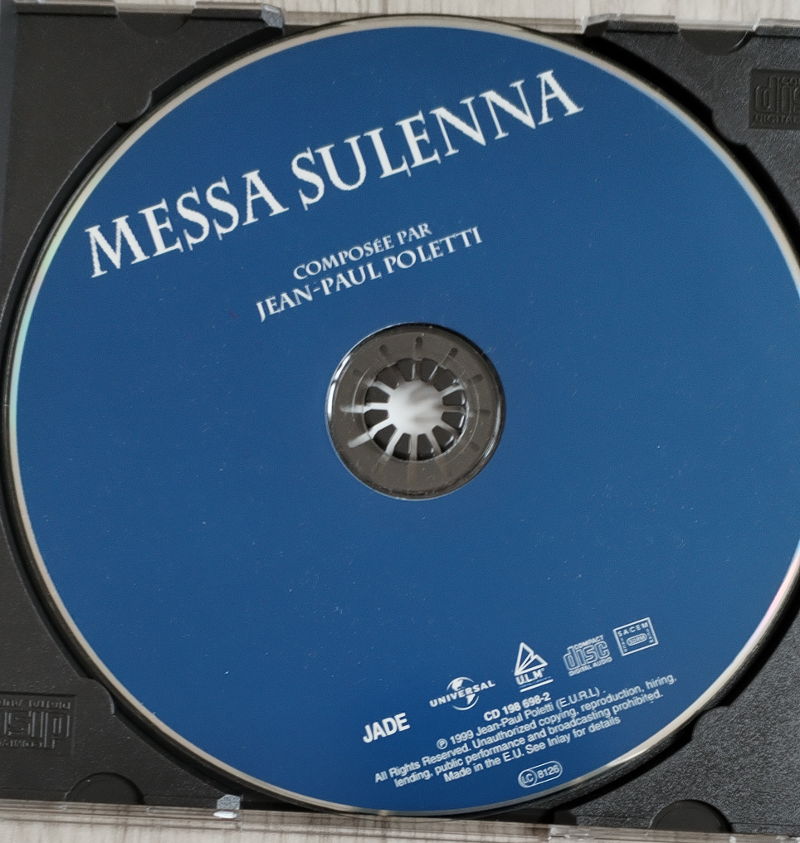 MESSA SULENNA
COMPOSÉE PAR
JEAN-PAUL POLETTI
JADE
UNIVERSAL
U.L.M
COMPACT
disc
DIGITAL AUDIO
SACEM
CD 198 698-2
℗ 1999 Jean-Paul Poletti (E.U.R.L) .
All Rights Reserved. Unauthorized copying, reproduction, hiring,
lending, public performance and broadcasting prohibited.
Made in the E.U. See Inlay for details
LC 8126